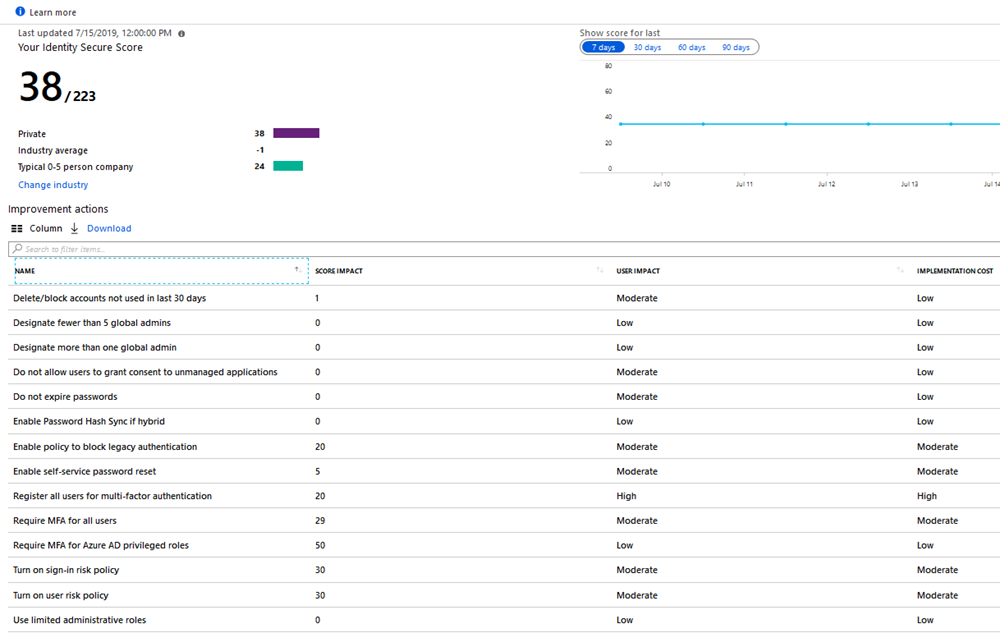 Learn more
Last updated 7/15/2019, 12:00:00 PM
Your Identity Secure Score
38/223
Private 38
Industry average -1
Typical 0-5 person company 24
Change industry
Show score for last
7 days 30 days 60 days 90 days
80
60
40
20
0
Jul 10 Jul 11 Jul 12 Jul 13 Jul 14
Improvement actions
Column Download
Search to filter items...
NAME SCORE IMPACT USER IMPACT IMPLEMENTATION COST
Delete/block accounts not used in last 30 days 1 Moderate Low
Designate fewer than 5 global admins 0 Low Low
Designate more than one global admin 0 Low Low
Do not allow users to grant consent to unmanaged applications 0 Moderate Low
Do not expire passwords 0 Moderate Low
Enable Password Hash Sync if hybrid 0 Low Low
Enable policy to block legacy authentication 20 Moderate Moderate
Enable self-service password reset 5 Moderate Moderate
Register all users for multi-factor authentication 20 High High
Require MFA for all users 29 Moderate Moderate
Require MFA for Azure AD privileged roles 50 Low Low
Turn on sign-in risk policy 30 Moderate Moderate
Turn on user risk policy 30 Moderate Moderate
Use limited administrative roles 0 Low Low